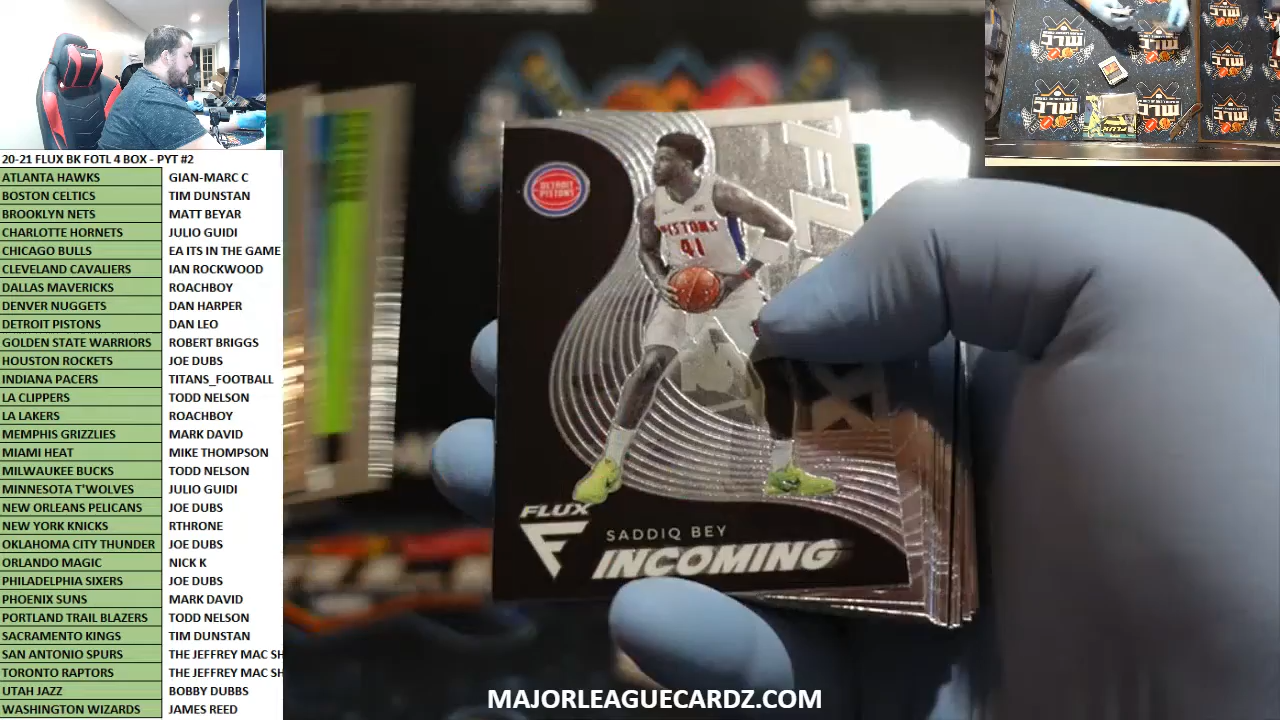 20-21 FLUX BK FOTL 4 BOX - PYT #2
ATLANTA HAWKS GIAN-MARC C
BOSTON CELTICS TIM DUNSTAN
BROOKLYN NETS MATT BEYAR
CHARLOTTE HORNETS JULIO GUIDI
CHICAGO BULLS EA ITS IN THE GAME
CLEVELAND CAVALIERS IAN ROCKWOOD
DALLAS MAVERICKS ROACHBOY
DENVER NUGGETS DAN HARPER
DETROIT PISTONS DAN LEO
GOLDEN STATE WARRIORS ROBERT BRIGGS
HOUSTON ROCKETS JOE DUBS
INDIANA PACERS TITANS_FOOTBALL
LA CLIPPERS TODD NELSON
LA LAKERS ROACHBOY
MEMPHIS GRIZZLIES MARK DAVID
MIAMI HEAT MIKE THOMPSON
MILWAUKEE BUCKS TODD NELSON
MINNESOTA T'WOLVES JULIO GUIDI
NEW ORLEANS PELICANS JOE DUBS
NEW YORK KNICKS RTHRONE
OKLAHOMA CITY THUNDER JOE DUBS
ORLANDO MAGIC NICK K
PHILADELPHIA SIXERS JOE DUBS
PHOENIX SUNS MARK DAVID
PORTLAND TRAIL BLAZERS TODD NELSON
SACRAMENTO KINGS TIM DUNSTAN
SAN ANTONIO SPURS THE JEFFREY MAC SH
TORONTO RAPTORS THE JEFFREY MAC SH
UTAH JAZZ BOBBY DUBBS
WASHINGTON WIZARDS JAMES REED
DETROIT
PISTONS
PISTONS
41
FLUX
SADDIQ BEY
INCOMING
MAJORLEAGUECARDZ.COM